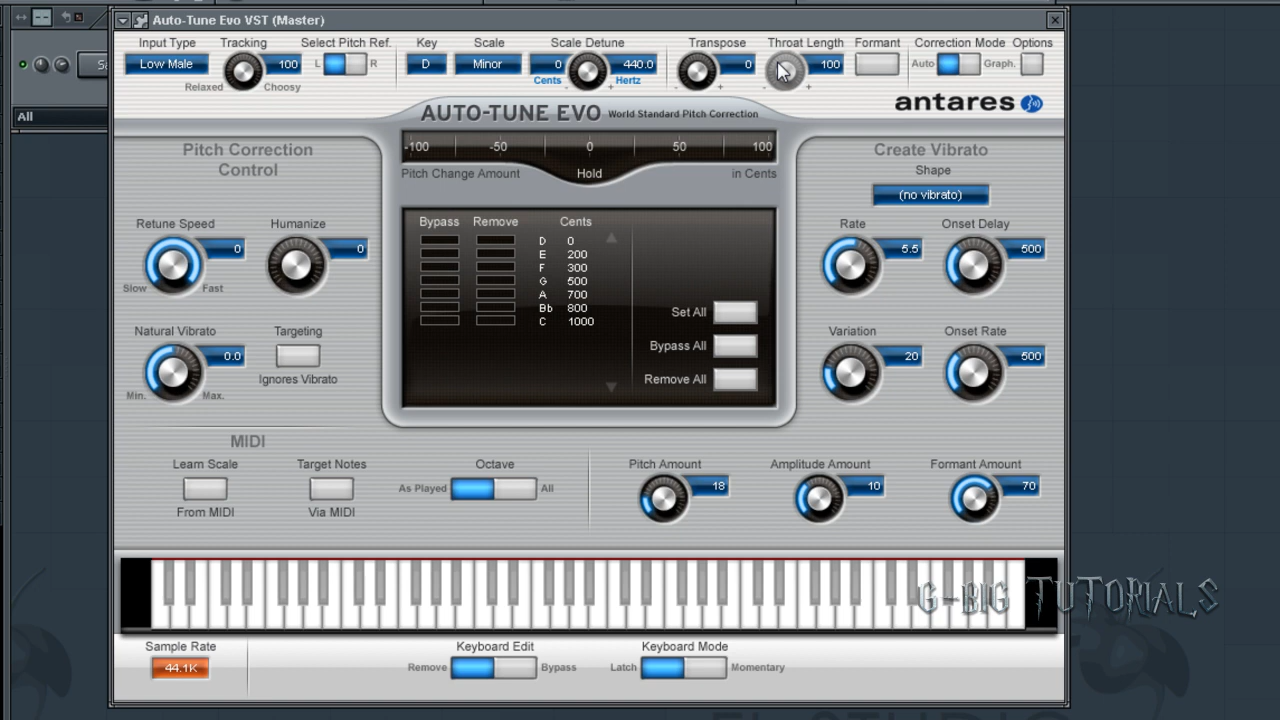 Auto-Tune Evo VST (Master)
Input Type Tracking Select Pitch Ref. Key Scale Scale Detune Transpose Throat Length Formant Correction Mode Options
Low Male 100 L R D Minor 0 440.0 0 100 Auto Graph.
Relaxed Choosy Cents - + Hertz - + - +
antares
All
AUTO-TUNE EVO World Standard Pitch Correction
-100 -50 0 50 100
Pitch Change Amount Hold in Cents
Pitch Correction
Control
Create Vibrato
Shape
(no vibrato)
Retune Speed Humanize
0 0
Slow Fast
Natural Vibrato Targeting
0.0
Min. Max. Ignores Vibrato
Bypass Remove Cents
D 0
E 200
F 300
G 500
A 700
Bb 800
C 1000
Set All
Bypass All
Remove All
Rate Onset Delay
5.5 500
Variation Onset Rate
20 500
MIDI
Learn Scale Target Notes Octave Pitch Amount Amplitude Amount Formant Amount
As Played All 18 10 70
From MIDI Via MIDI
G-BIG TUTORIALS
Sample Rate Keyboard Edit Keyboard Mode
44.1K Remove Bypass Latch Momentary